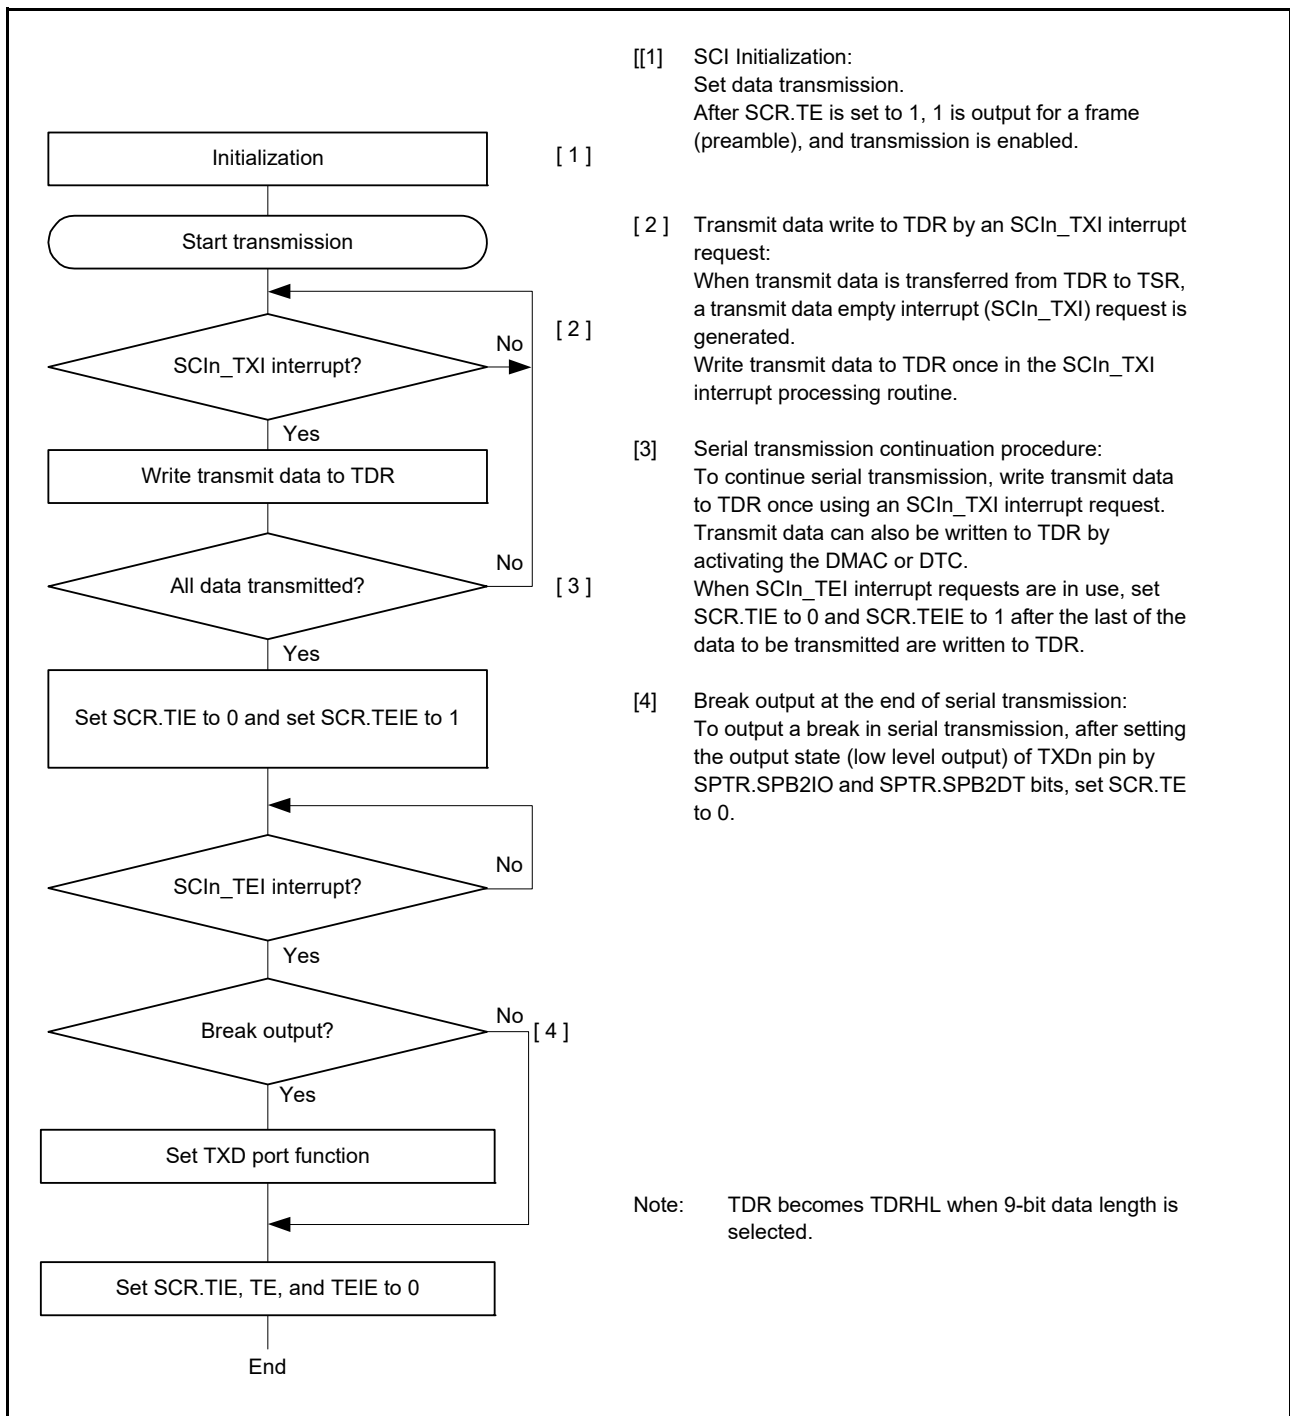 Initialization
[ 1 ]
Start transmission
SCIn_TXI interrupt?
No
[ 2 ]
Yes
Write transmit data to TDR
All data transmitted?
No
[ 3 ]
Yes
Set SCR.TIE to 0 and set SCR.TEIE to 1
SCIn_TEI interrupt?
No
Yes
Break output?
No
[ 4 ]
Yes
Set TXD port function
Set SCR.TIE, TE, and TEIE to 0
End
[[1] SCI Initialization:
Set data transmission.
After SCR.TE is set to 1, 1 is output for a frame
(preamble), and transmission is enabled.
[ 2 ] Transmit data write to TDR by an SCIn_TXI interrupt
request:
When transmit data is transferred from TDR to TSR,
a transmit data empty interrupt (SCIn_TXI) request is
generated.
Write transmit data to TDR once in the SCIn_TXI
interrupt processing routine.
[3] Serial transmission continuation procedure:
To continue serial transmission, write transmit data
to TDR once using an SCIn_TXI interrupt request.
Transmit data can also be written to TDR by
activating the DMAC or DTC.
When SCIn_TEI interrupt requests are in use, set
SCR.TIE to 0 and SCR.TEIE to 1 after the last of the
data to be transmitted are written to TDR.
[4] Break output at the end of serial transmission:
To output a break in serial transmission, after setting
the output state (low level output) of TXDn pin by
SPTR.SPB2IO and SPTR.SPB2DT bits, set SCR.TE
to 0.
Note: TDR becomes TDRHL when 9-bit data length is
selected.